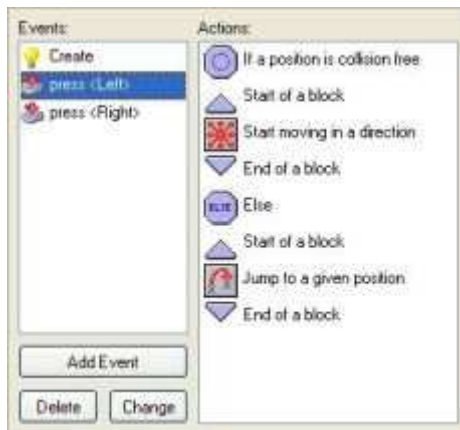 Events:
Create
press <Left>
press <Right>
Add Event
Delete
Change
Actions:
If a position is collision free
Start of a block
Start moving in a direction
End of a block
ELSE
Else
Start of a block
Jump to a given position
End of a block